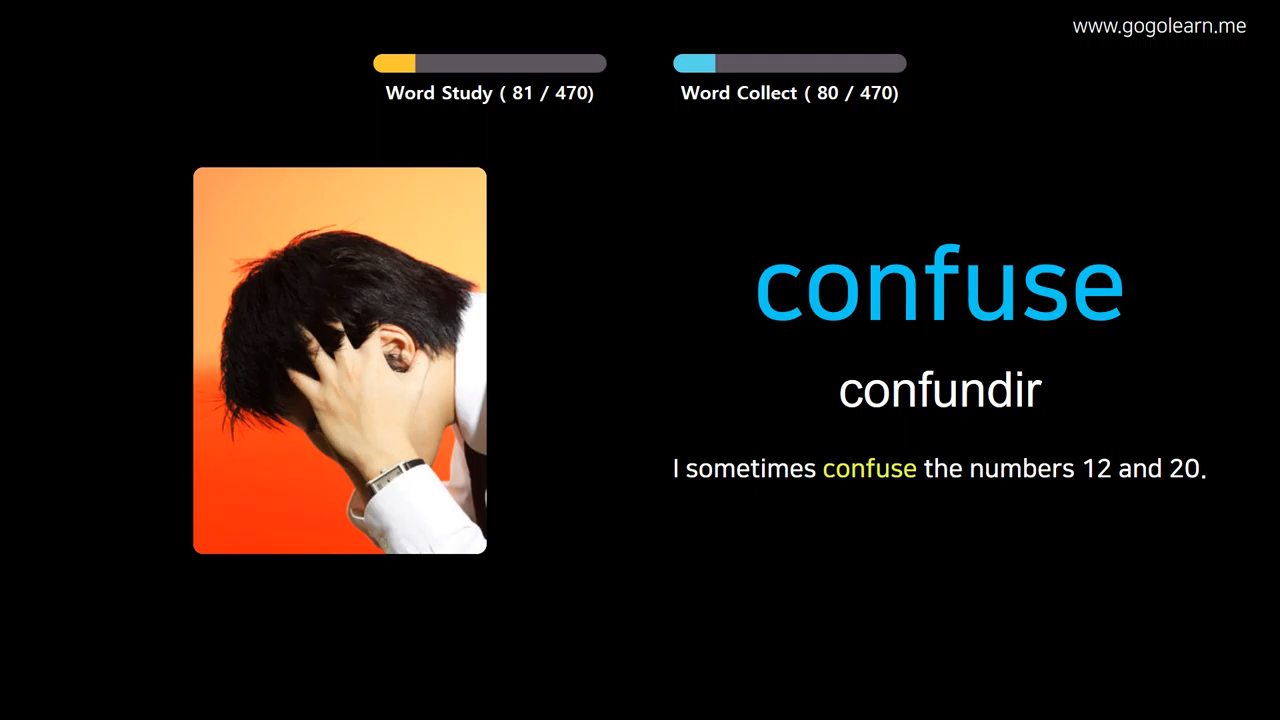 www.gogolearn.me
Word Study ( 81 / 470)
Word Collect ( 80 / 470)
confuse
confundir
I sometimes confuse the numbers 12 and 20.